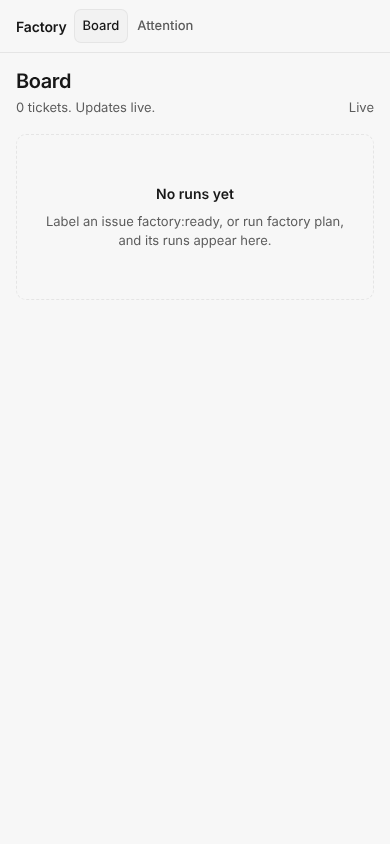 Factory Board Attention
Board
0 tickets. Updates live. Live
No runs yet
Label an issue factory:ready, or run factory plan,
and its runs appear here.